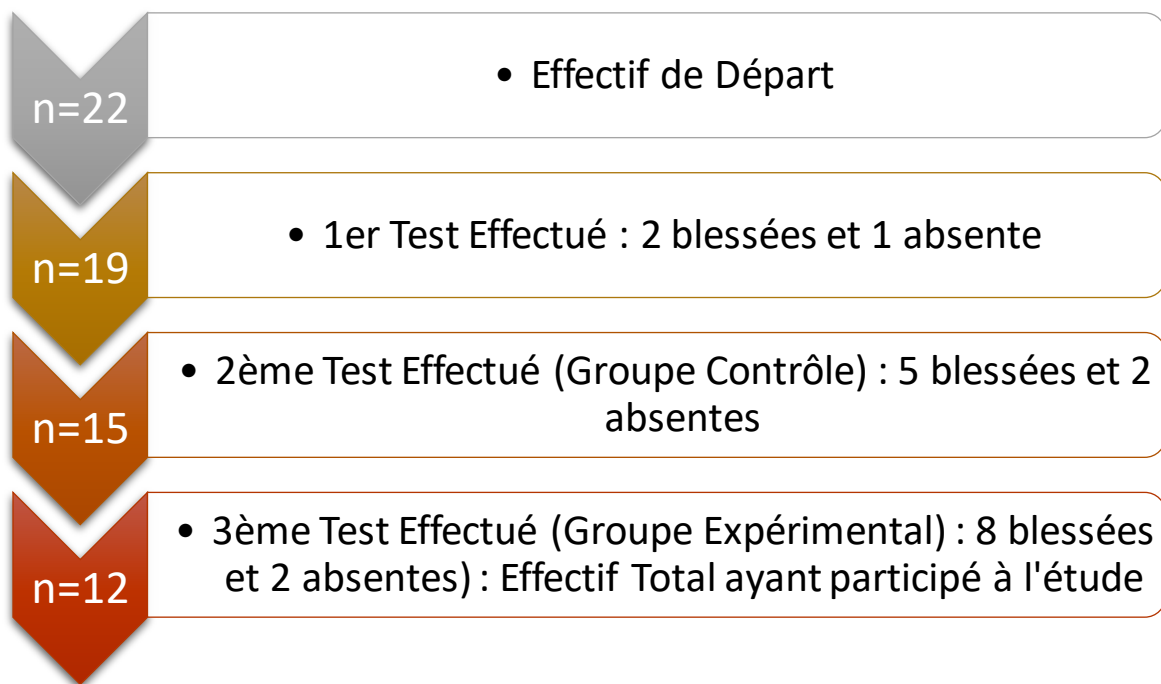 n=22
• Effectif de Départ
n=19
• 1er Test Effectué : 2 blessées et 1 absente
n=15
• 2ème Test Effectué (Groupe Contrôle) : 5 blessées et 2
absentes
n=12
• 3ème Test Effectué (Groupe Expérimental) : 8 blessées
et 2 absentes) : Effectif Total ayant participé à l'étude